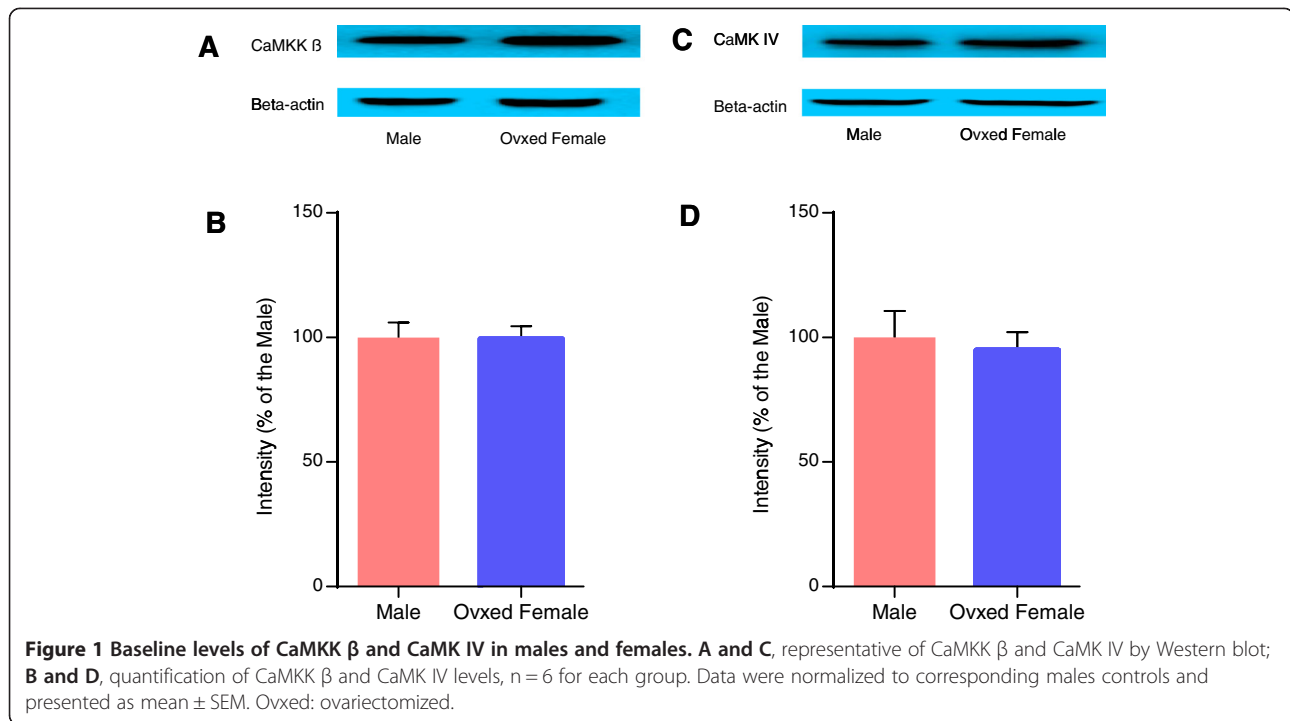 A
CaMKK ß
Beta-actin
Male Ovxed Female
C
CaMK IV
Beta-actin
Male Ovxed Female
B
Intensity (% of the Male)
150
100
50
0
Male Ovxed Female
D
Intensity (% of the Male)
150
100
50
0
Male Ovxed Female
Figure 1 Baseline levels of CaMKK β and CaMK IV in males and females. A and C, representative of CaMKK β and CaMK IV by Western blot;
B and D, quantification of CaMKK β and CaMK IV levels, n = 6 for each group. Data were normalized to corresponding males controls and
presented as mean ± SEM. Ovxed: ovariectomized.